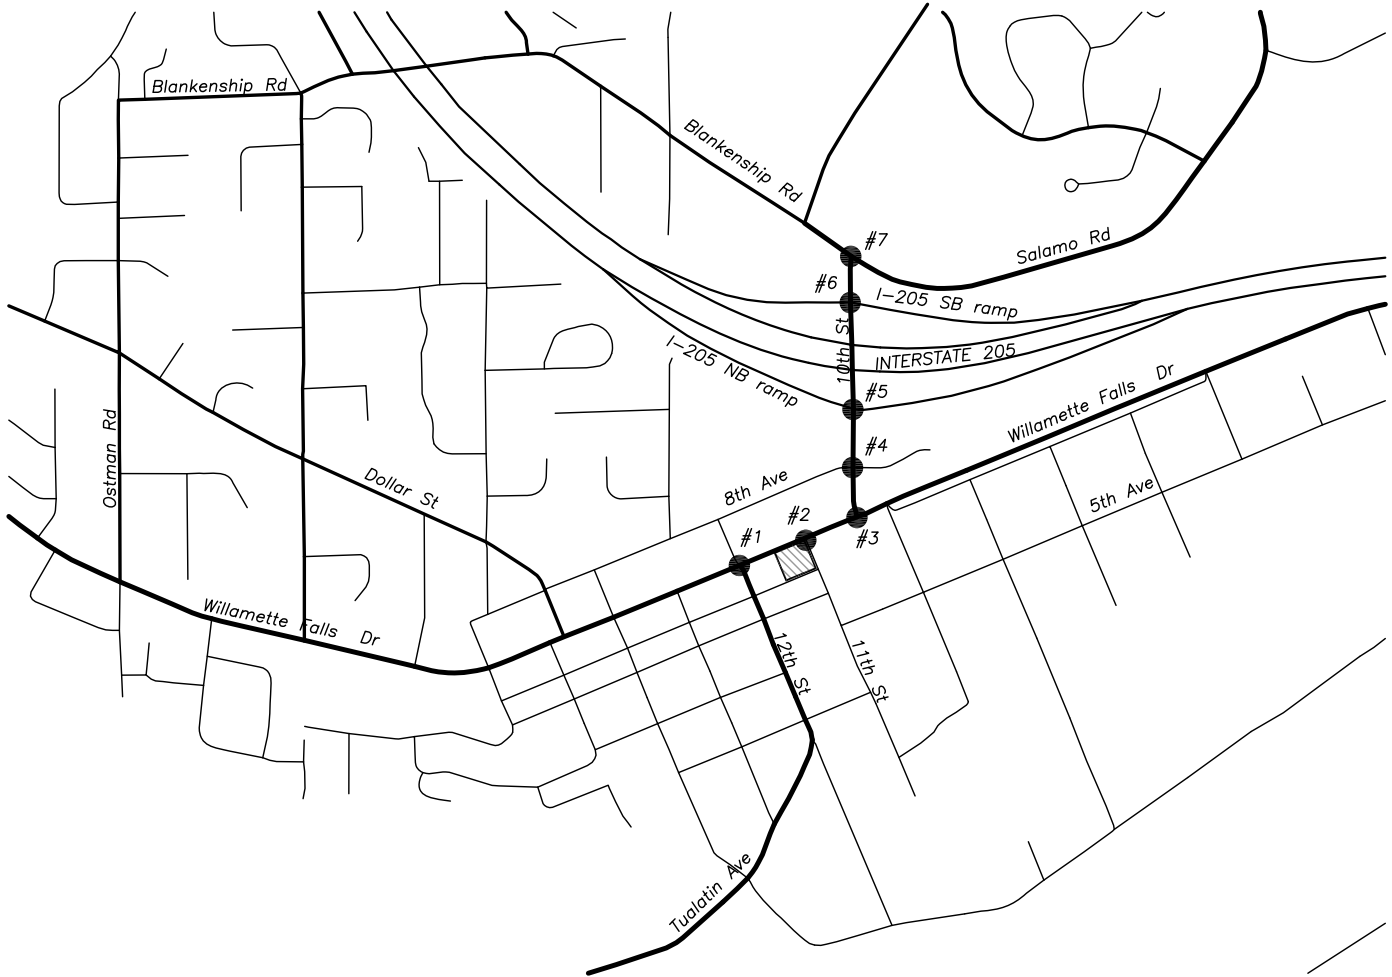 Blankenship Rd
Blankenship Rd
#7
Salamo Rd
#6
I-205 SB ramp
10th St
INTERSTATE 205
I-205 NB ramp
#5
Willamette Falls Dr
Ostman Rd
#4
Dollar St
8th Ave
5th Ave
#2
#1
#3
Willamette Falls Dr
12th St
11th St
Tualatin Ave